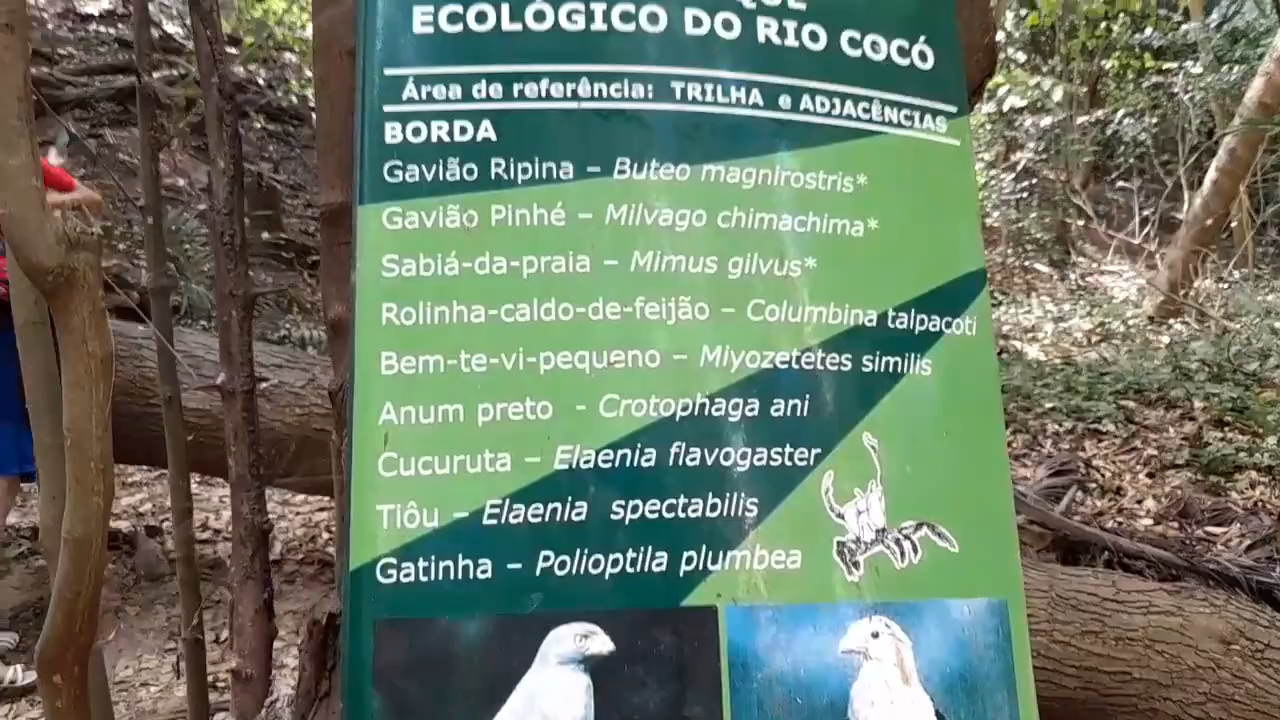 ECOLÓGICO DO RIO COCÓ
Área de referência: TRILHA e ADJACÊNCIAS
BORDA
Gavião Ripina – Buteo magnirostris*
Gavião Pinhé – Milvago chimachima*
Sabiá-da-praia – Mimus gilvus*
Rolinha-caldo-de-feijão – Columbina talpacoti
Bem-te-vi-pequeno – Miyozetetes similis
Anum preto - Crotophaga ani
Cucuruta – Elaenia flavogaster
Tiôu – Elaenia spectabilis
Gatinha – Polioptila plumbea